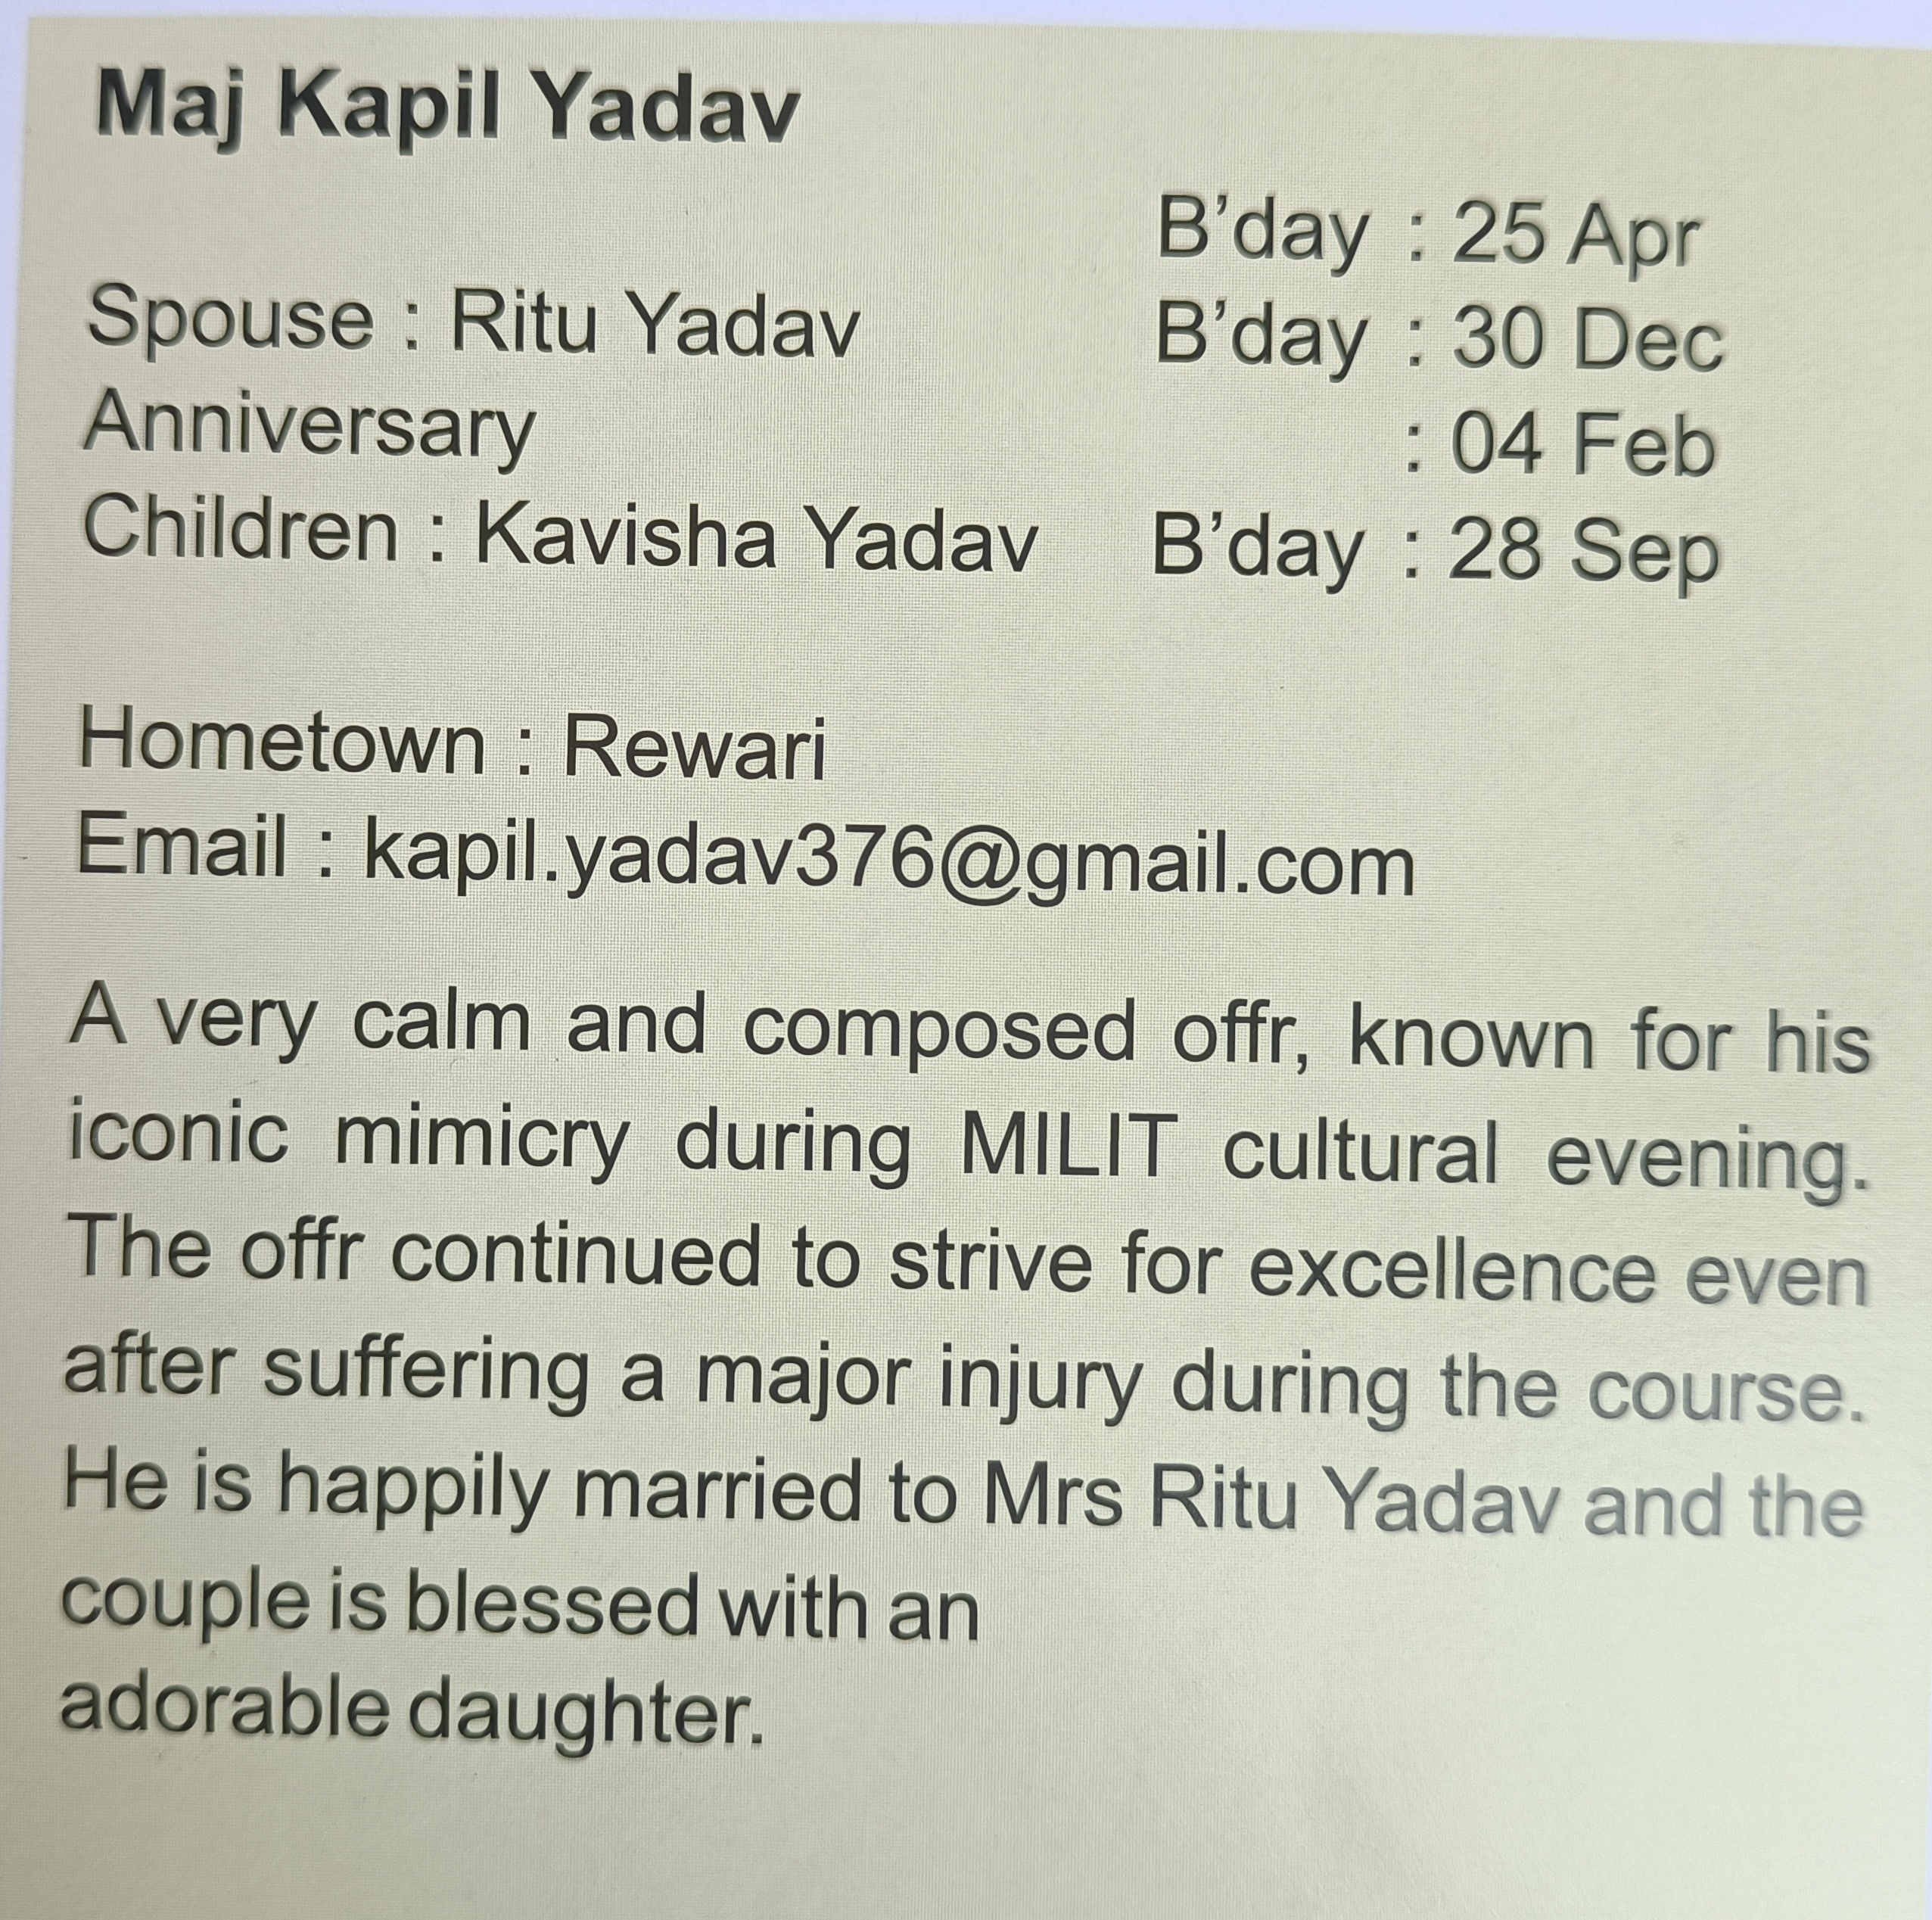 Maj Kapil Yadav
B’day : 25 Apr
Spouse : Ritu Yadav B’day : 30 Dec
Anniversary : 04 Feb
Children : Kavisha Yadav B’day : 28 Sep
Hometown : Rewari
Email : kapil.yadav376@gmail.com
A very calm and composed offr, known for his
iconic mimicry during MILIT cultural evening.
The offr continued to strive for excellence even
after suffering a major injury during the course.
He is happily married to Mrs Ritu Yadav and the
couple is blessed with an
adorable daughter.